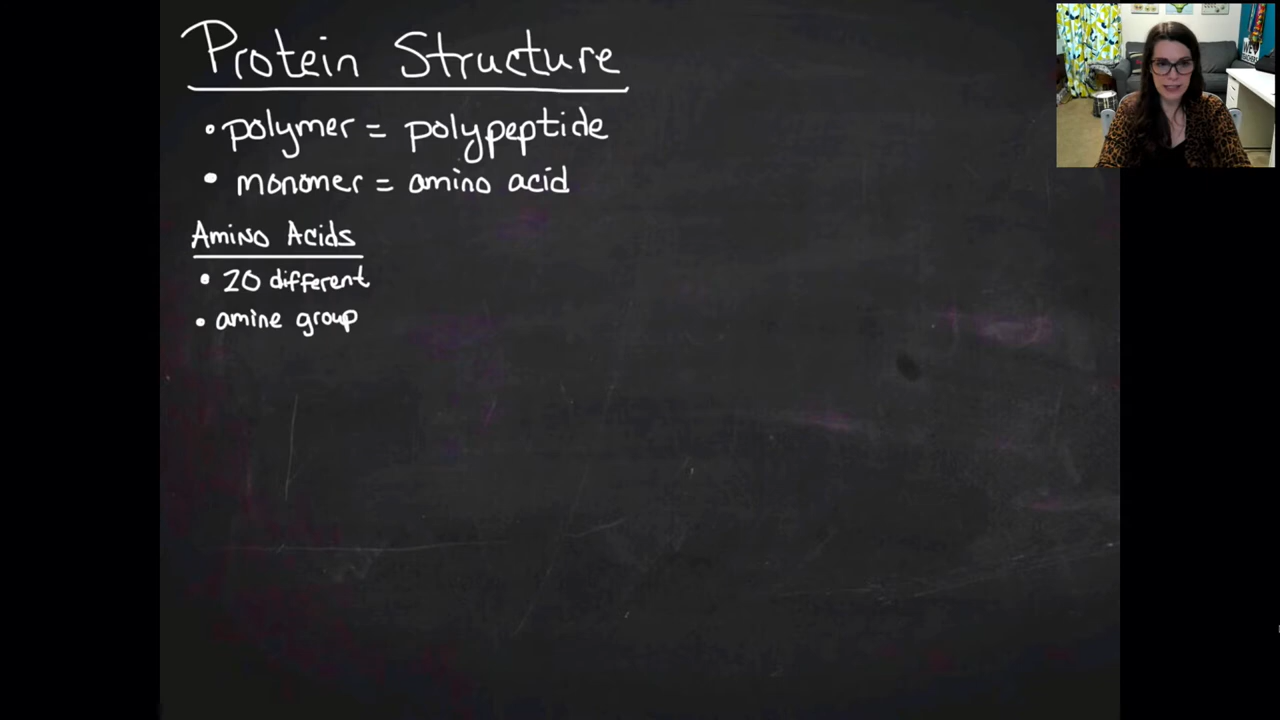 Protein Structure
• polymer = polypeptide
• monomer = amino acid
Amino Acids
• 20 different
• amine group